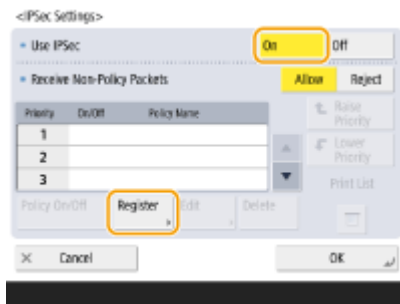 <IPSec Settings>
Use IPSec On Off
Receive Non-Policy Packets Allow Reject
Priority On/Off Policy Name
Raise Priority
1
2
Lower Priority
3
Print List
Policy On/Off Register Edit Delete
Cancel OK